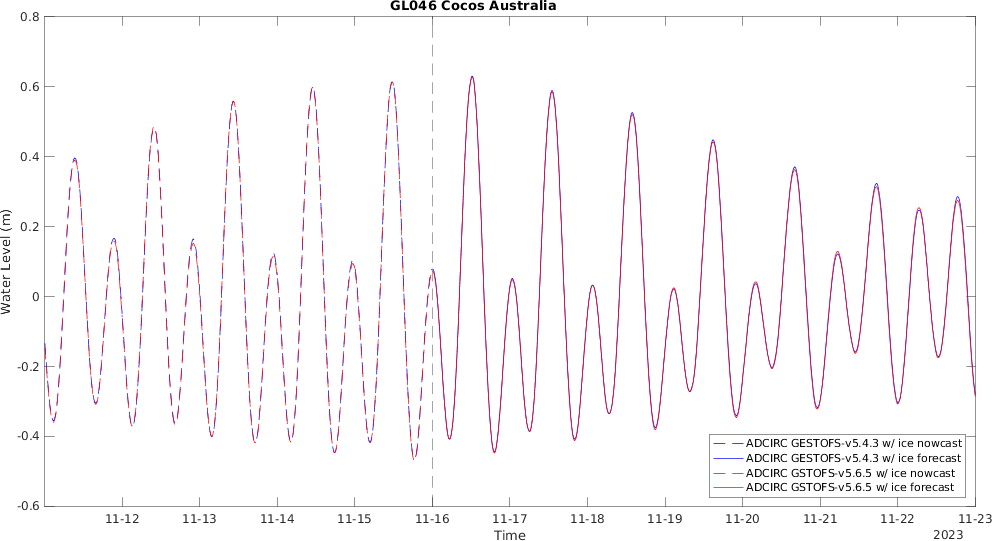 GL046 Cocos Australia
Water Level (m)
0.8
0.6
0.4
0.2
0
-0.2
-0.4
-0.6
ADCIRC GESTOFS-v5.4.3 w/ ice nowcast
ADCIRC GESTOFS-v5.4.3 w/ ice forecast
ADCIRC GSTOFS-v5.6.5 w/ ice nowcast
ADCIRC GSTOFS-v5.6.5 w/ ice forecast
11-12 11-13 11-14 11-15 11-16 11-17 11-18 11-19 11-20 11-21 11-22 11-23
Time
2023